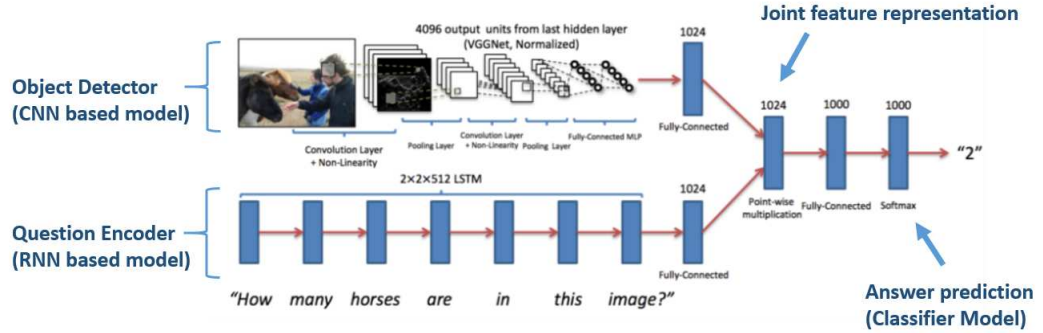 Joint feature representation
4096 output units from last hidden layer
(VGGNet, Normalized)
1024
Object Detector
(CNN based model)
Convolution Layer
+ Non-Linearity
Pooling Layer
Convolution Layer
+ Non-Linearity
Pooling Layer
Fully-Connected MLP
Fully-Connected
1024
1000
1000
"2"
Point-wise
multiplication
Fully-Connected
Softmax
2×2×512 LSTM
1024
Question Encoder
(RNN based model)
Fully-Connected
"How many horses are in this image?"
Answer prediction
(Classifier Model)